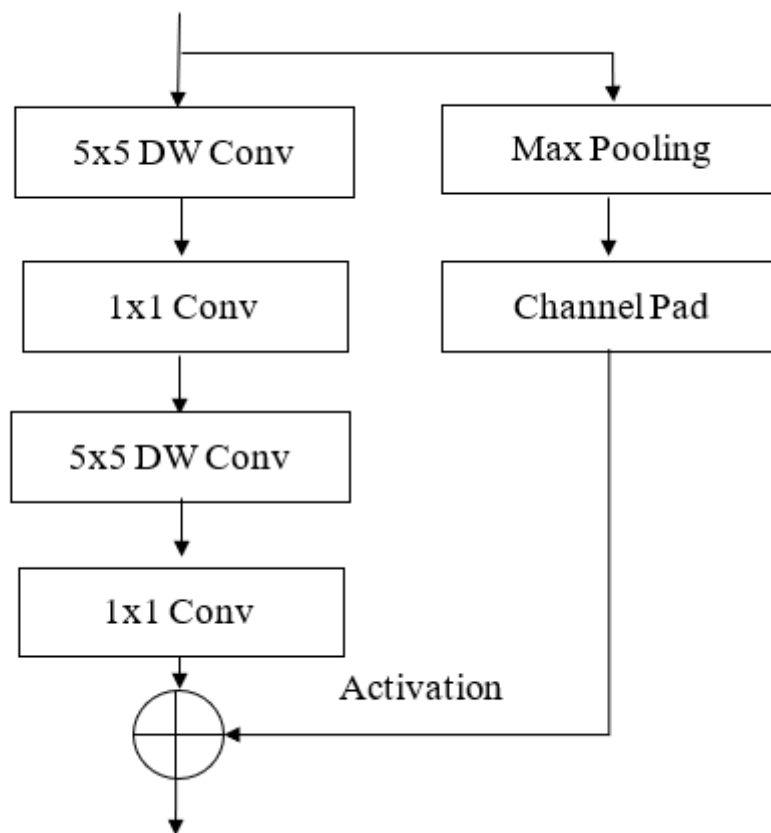 5x5 DW Conv
Max Pooling
1x1 Conv
Channel Pad
5x5 DW Conv
1x1 Conv
Activation